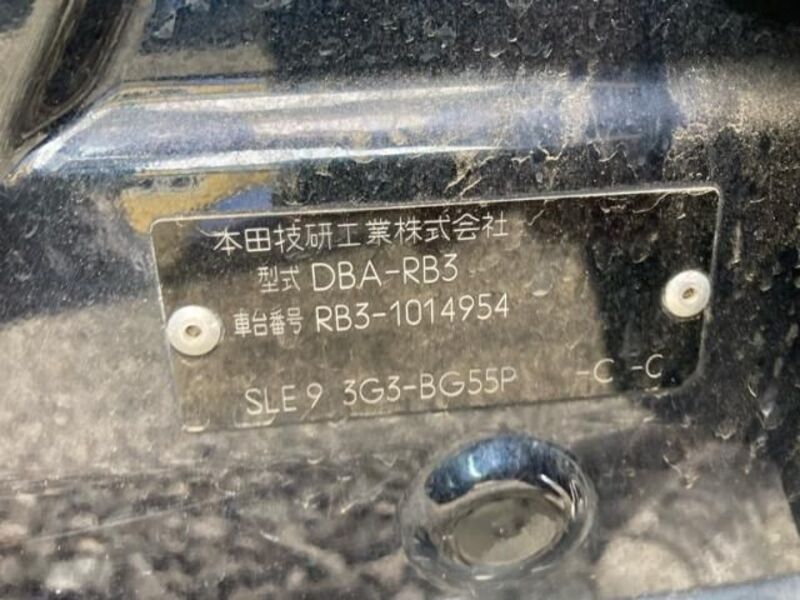 本田技研工業株式会社
型式 DBA-RB3
車台番号 RB3-1014954
SLE9 3G3-BG55P -C -C